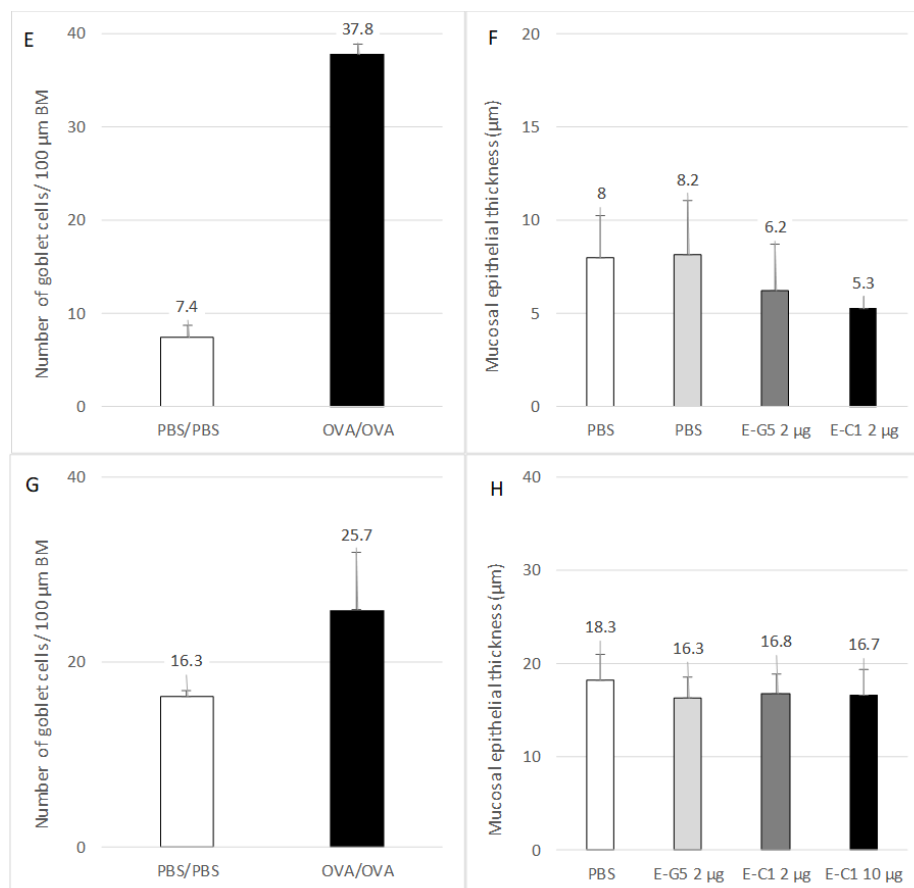 E
Number of goblet cells/ 100 µm BM
40
30
20
10
0
37.8
7.4
PBS/PBS
OVA/OVA
F
Mucosal epithelial thickness (µm)
20
15
10
5
0
8
8.2
6.2
5.3
PBS
PBS
E-G5 2 µg
E-C1 2 µg
G
Number of goblet cells/ 100 µm BM
40
20
0
25.7
16.3
PBS/PBS
OVA/OVA
H
Mucosal epithelial thickness (µm)
40
30
20
10
0
18.3
16.3
16.8
16.7
PBS
E-G5 2 µg
E-C1 2 µg
E-C1 10 µg